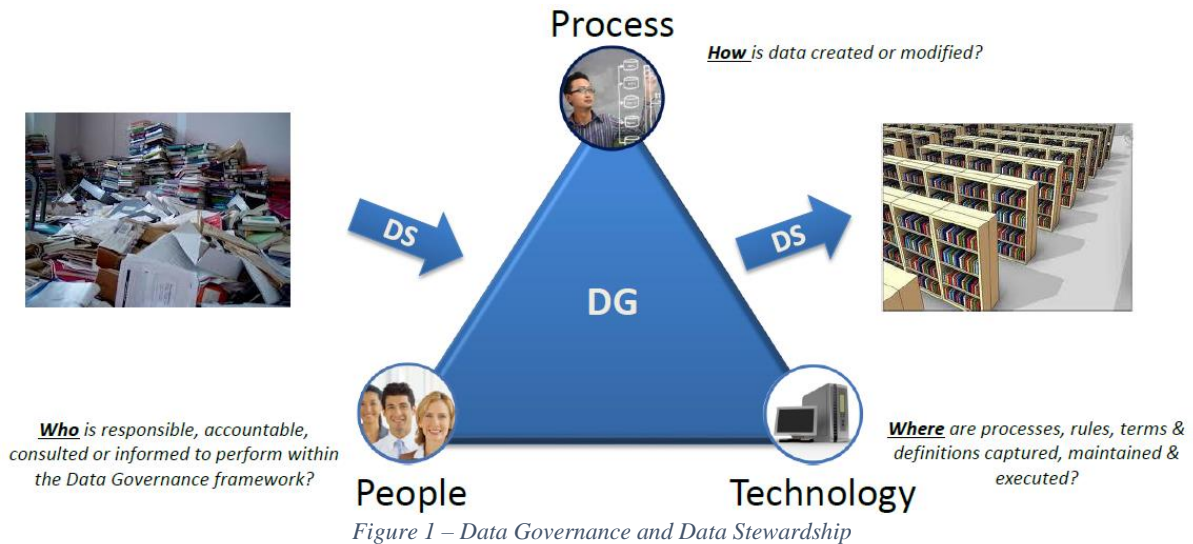 Process
How is data created or modified?
DS
DS
DG
Who is responsible, accountable,
consulted or informed to perform within
the Data Governance framework?
Where are processes, rules, terms &
definitions captured, maintained &
executed?
People
Technology
Figure 1 – Data Governance and Data Stewardship